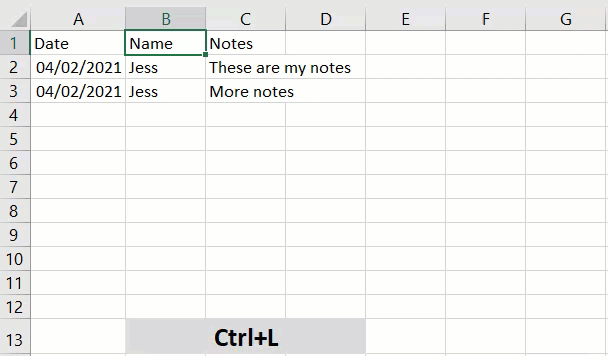 A B C D E F G
1 Date Name Notes
2 04/02/2021 Jess These are my notes
3 04/02/2021 Jess More notes
4
5
6
7
8
9
10
11
12
13 Ctrl+L